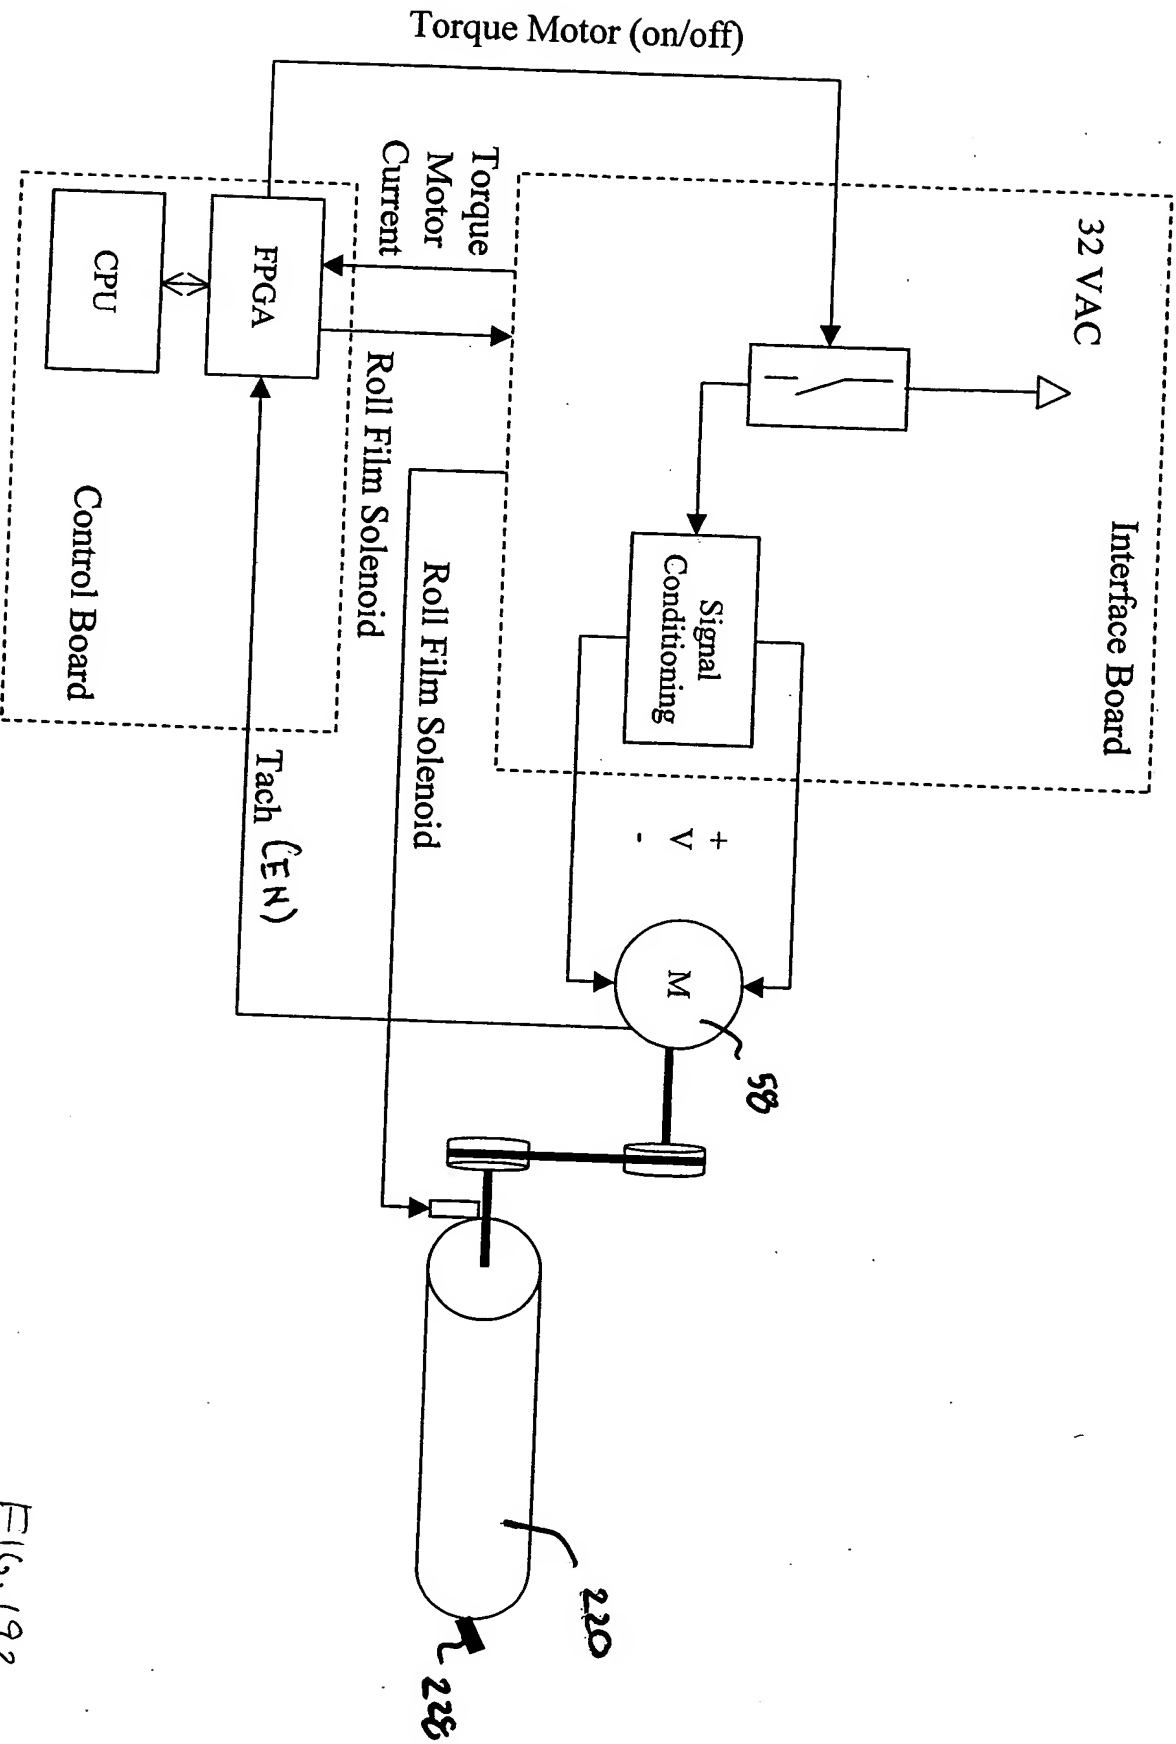 Torque Motor (on/off)
32 VAC
Interface Board
Torque
Motor
Current
FPGA
CPU
Roll Film Solenoid
Control Board
Signal
Conditioning
Roll Film Solenoid
Tach (EN)
+
V
-
M
58
220
228